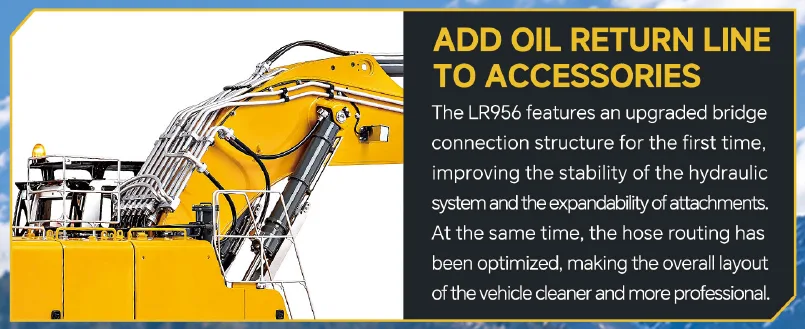 ADD OIL RETURN LINE
TO ACCESSORIES
The LR956 features an upgraded bridge
connection structure for the first time,
improving the stability of the hydraulic
system and the expandability of attachments.
At the same time, the hose routing has
been optimized, making the overall layout
of the vehicle cleaner and more professional.